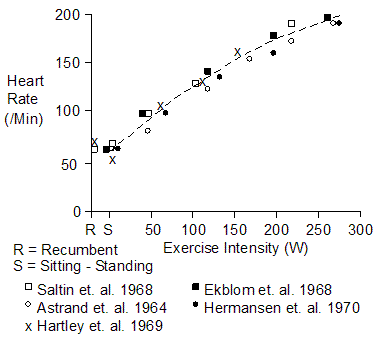 200
Heart
Rate
(/Min)
150
100
50
0
R S 50 100 150 200 250 300
R = Recumbent Exercise Intensity (W)
S = Sitting - Standing
Saltin et. al. 1968 Ekblom et. al. 1968
Astrand et. al. 1964 Hermansen et. al. 1970
x Hartley et. al. 1969